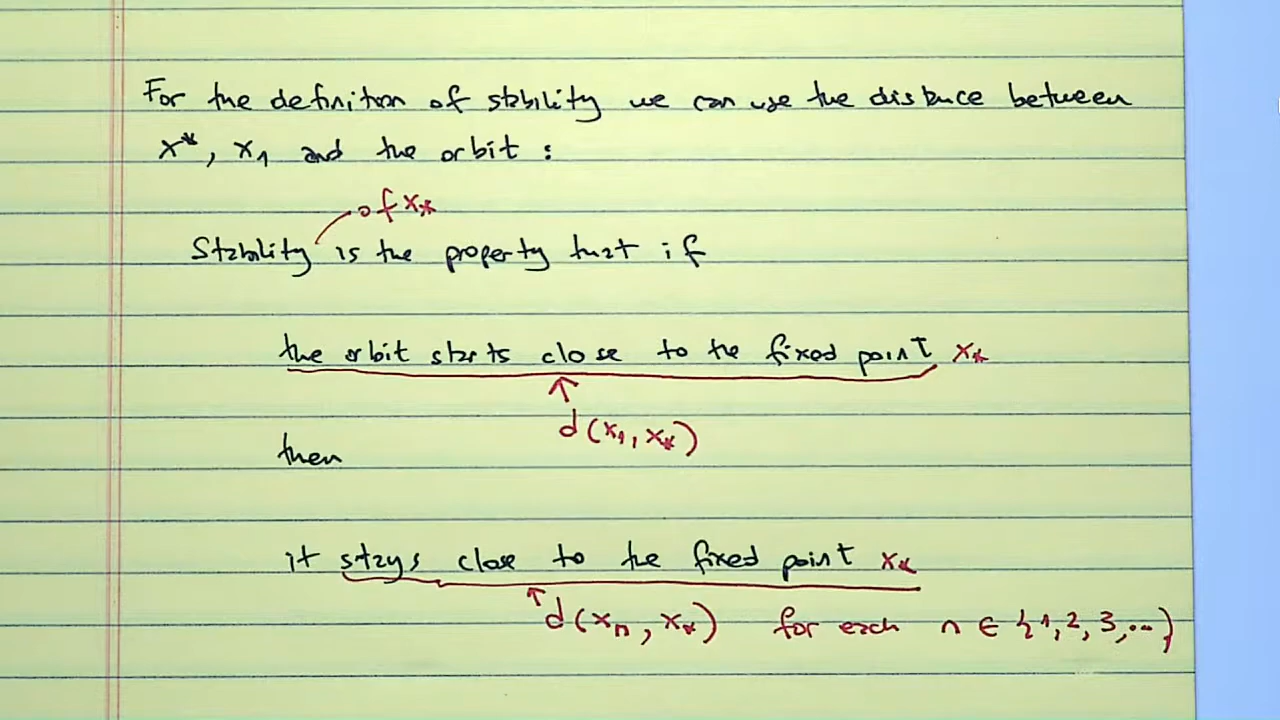 For the definition of stability we can use the distance between
x*, x₁ and the orbit :
of x⁎
Stability is the property that if
the orbit starts close to the fixed point x⁎
d(x₁, x⁎)
then
it stays close to the fixed point x⁎
d(xₙ, x⁎) for each n ∈ {1, 2, 3, ...}